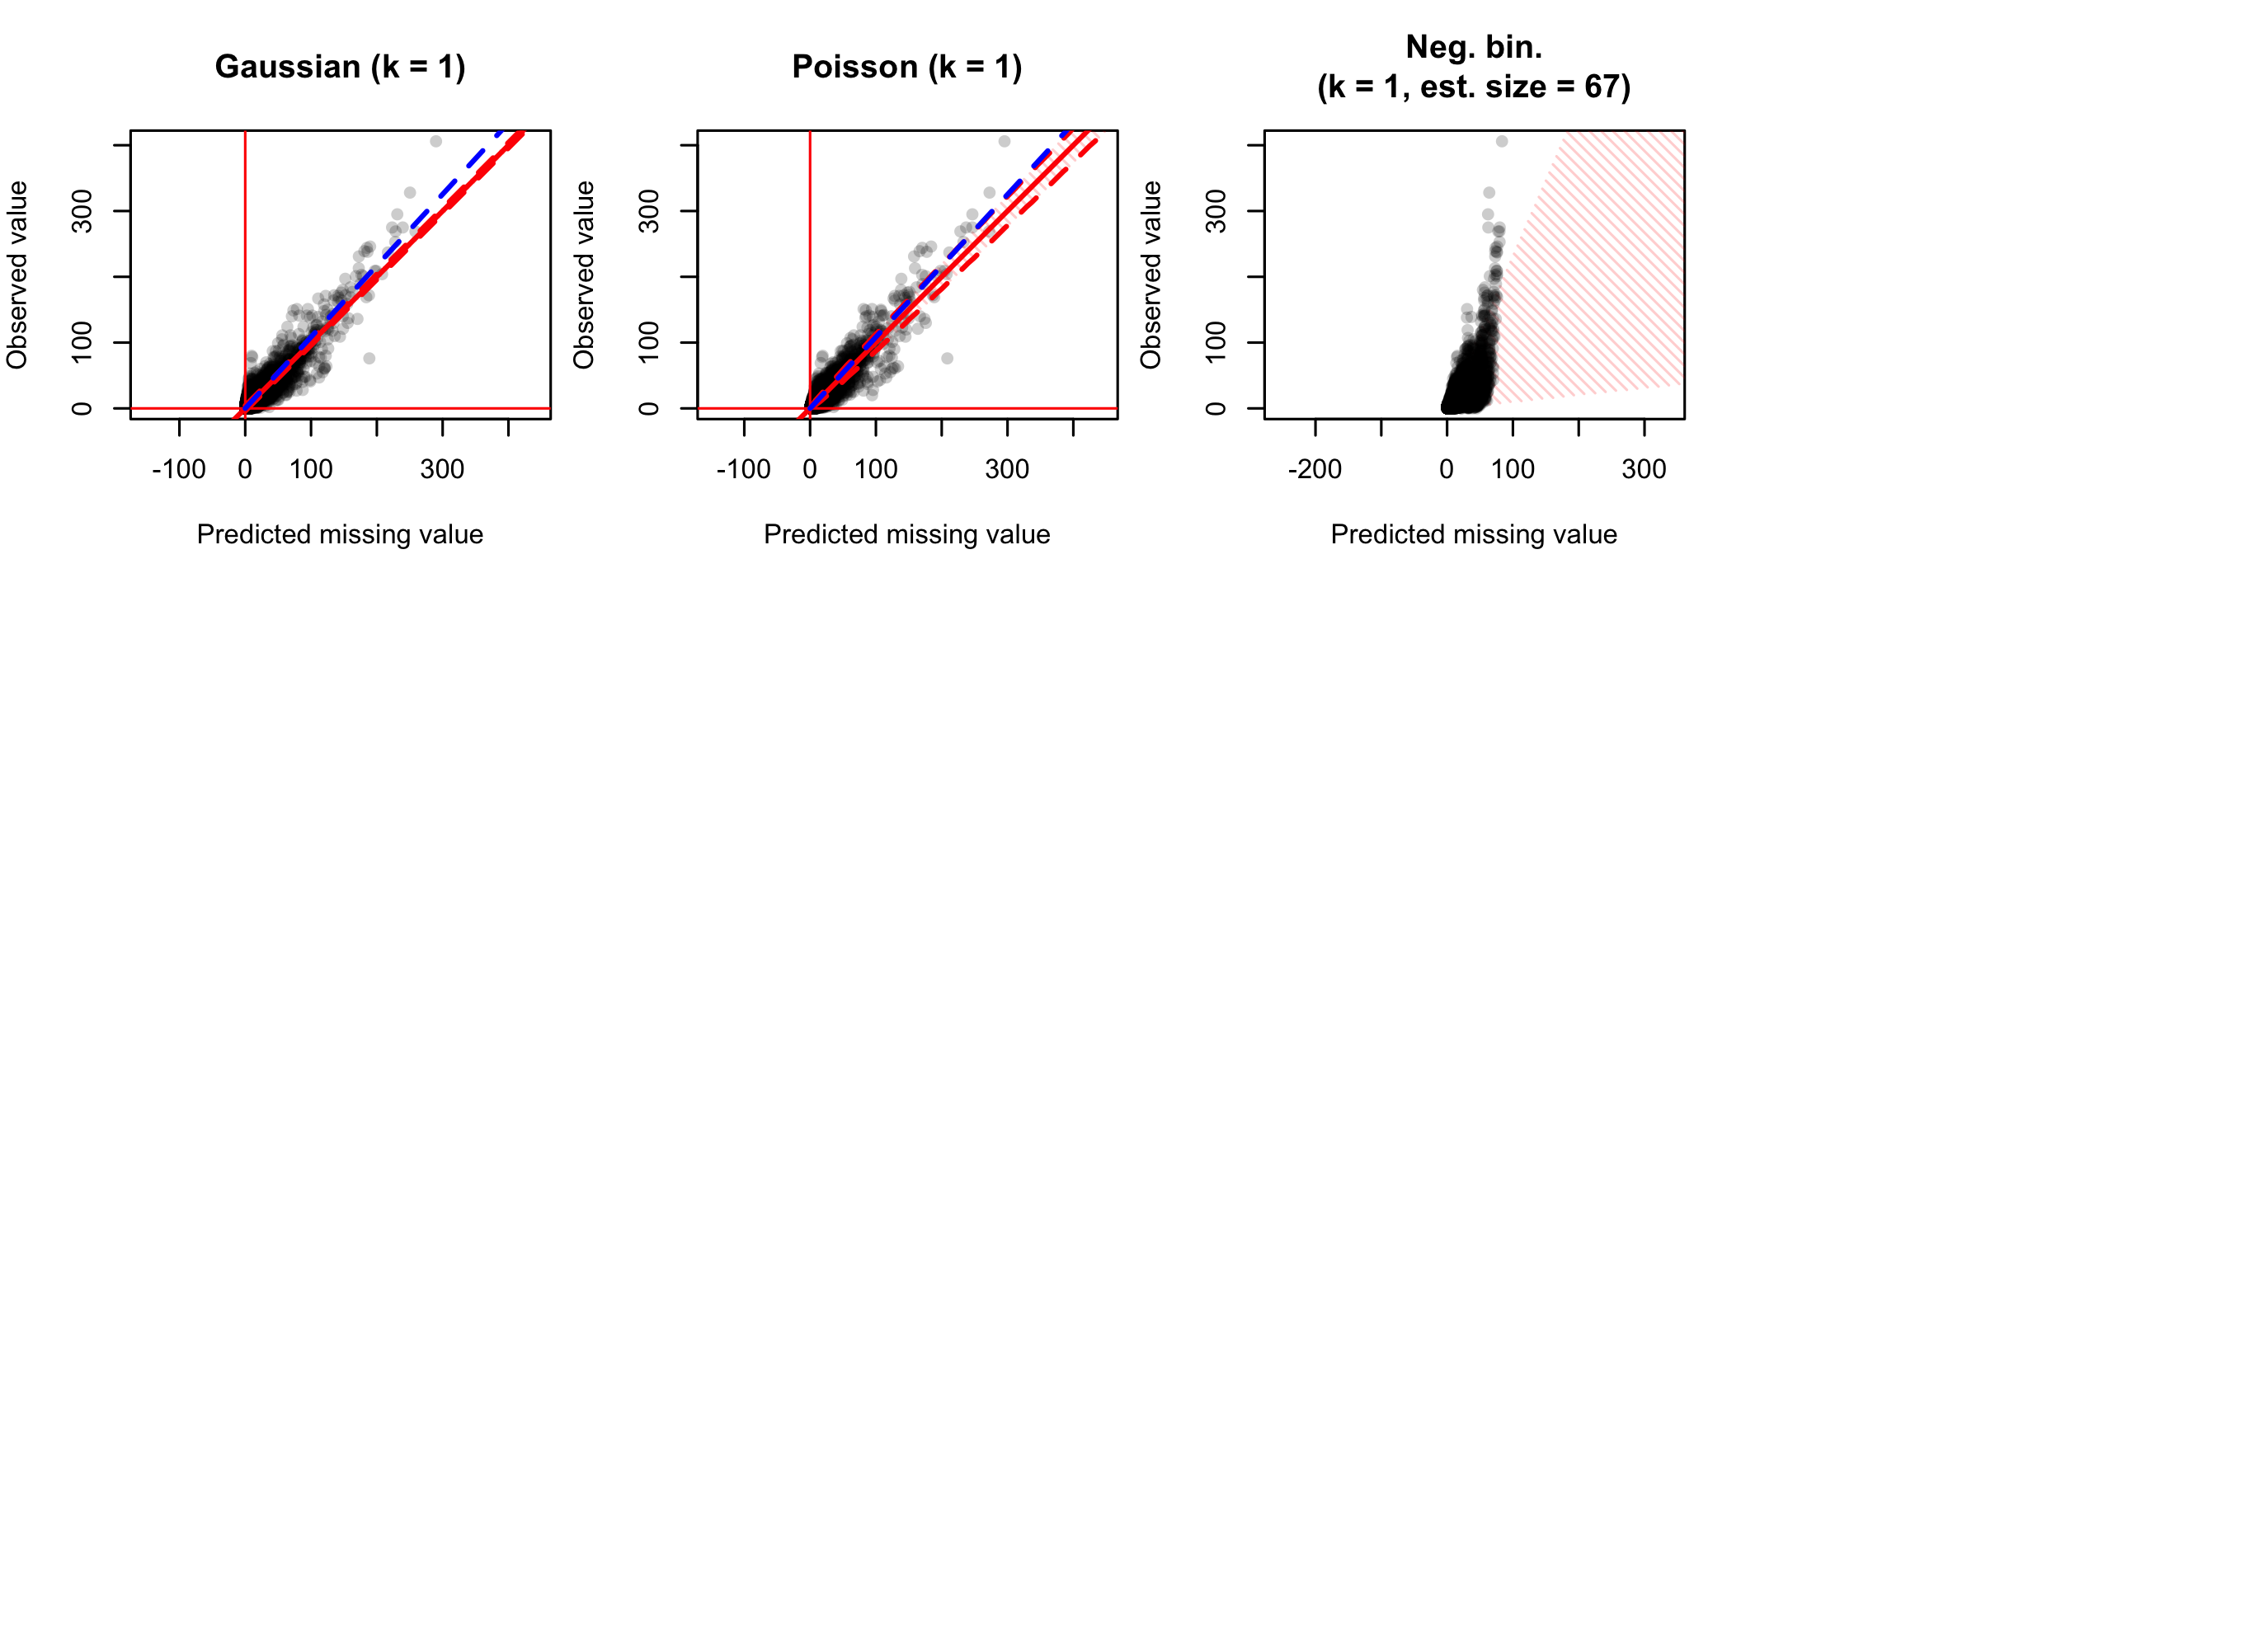 Gaussian (k = 1)
Observed value
0 100 300
-100 0 100 300
Predicted missing value
Poisson (k = 1)
Observed value
0 100 300
-100 0 100 300
Predicted missing value
Neg. bin.
(k = 1, est. size = 67)
Observed value
0 100 300
-200 0 100 300
Predicted missing value